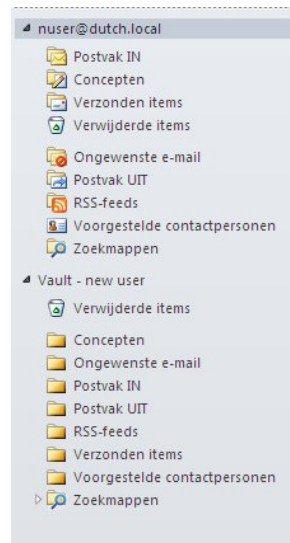 nuser@dutch.local
Postvak IN
Concepten
Verzonden items
Verwijderde items
Ongewenste e-mail
Postvak UIT
RSS-feeds
Voorgestelde contactpersonen
Zoekmappen
Vault - new user
Verwijderde items
Concepten
Ongewenste e-mail
Postvak IN
Postvak UIT
RSS-feeds
Verzonden items
Voorgestelde contactpersonen
Zoekmappen